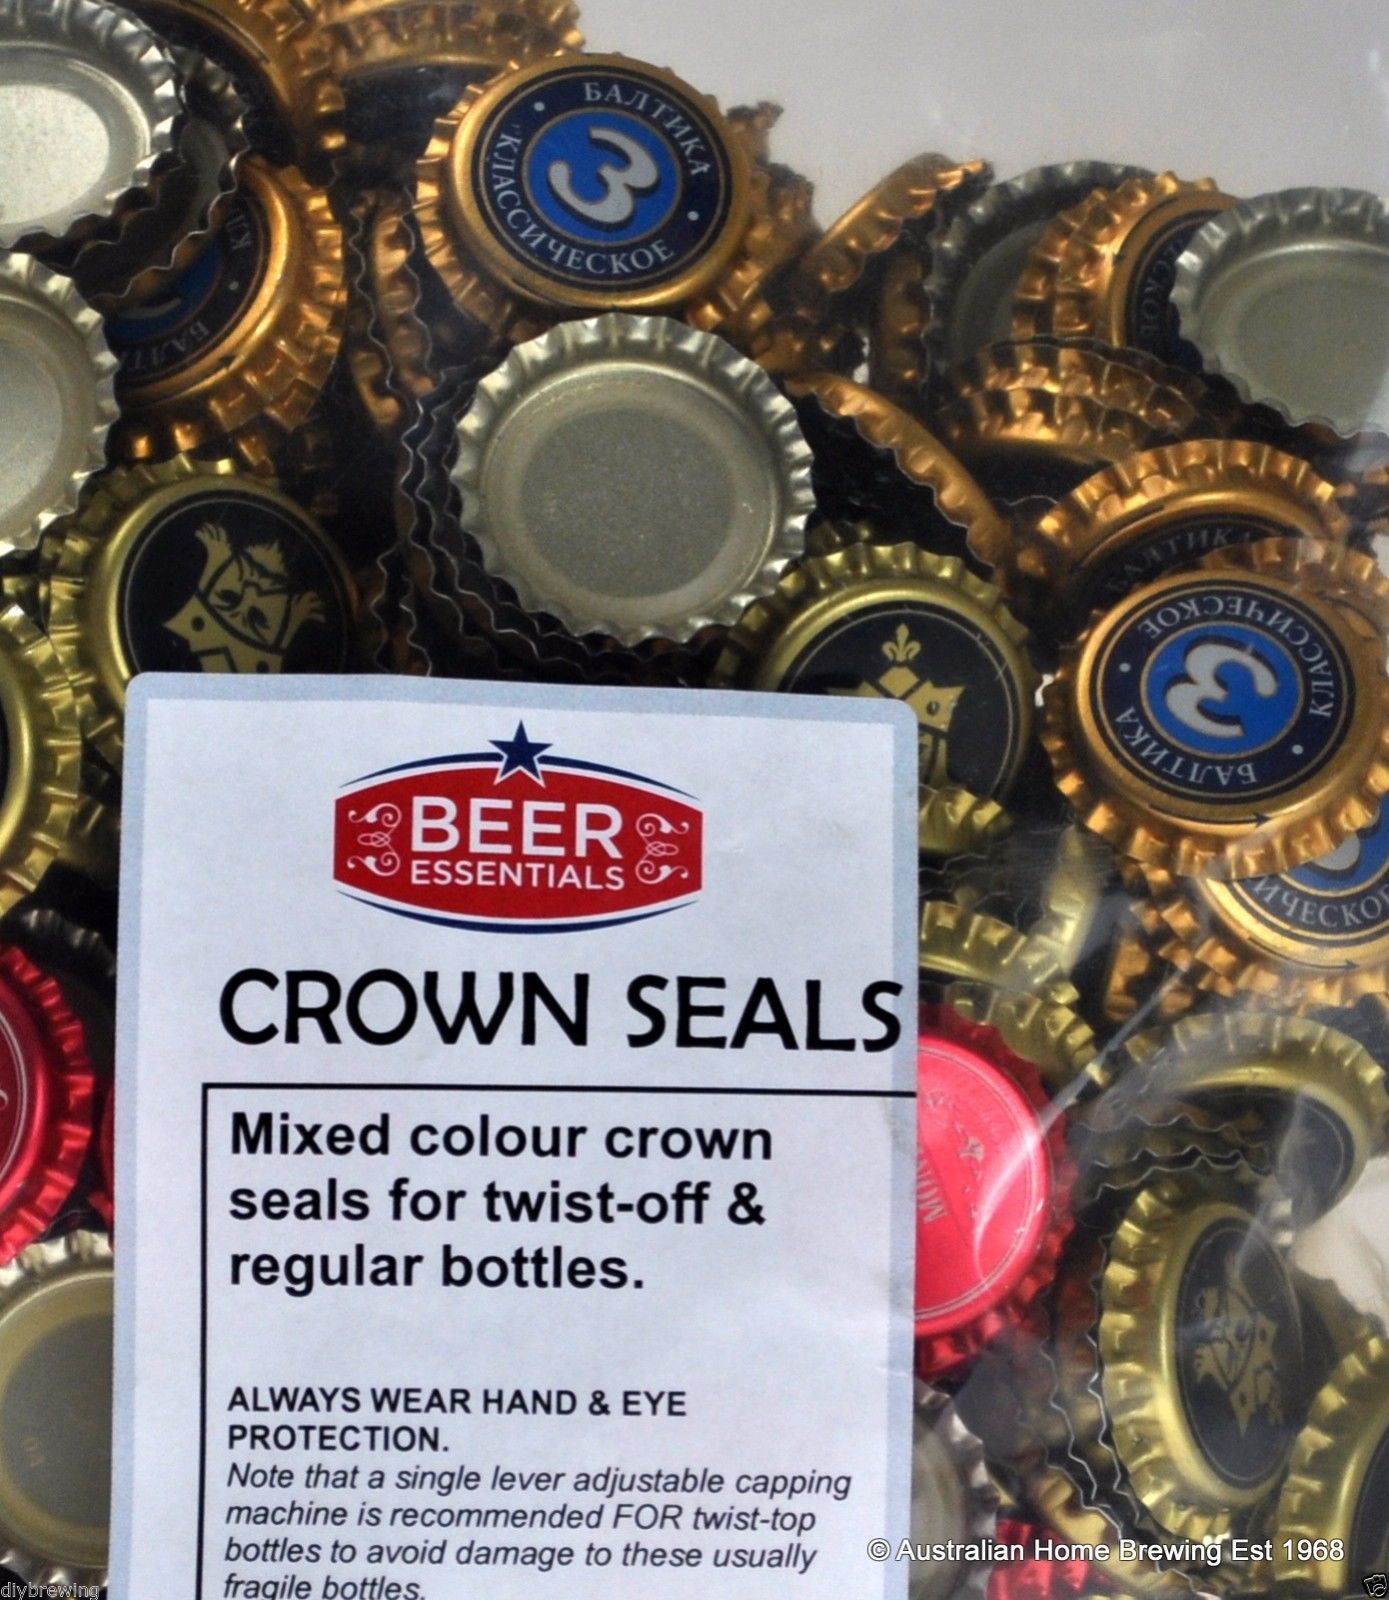 БАЛТИКА
КЛАССИЧЕСКОЕ
3
БАЛТИКА
КЛАССИЧЕСКОЕ
3
БАЛТИКА
BEER
ESSENTIALS
CROWN SEALS
Mixed colour crown
seals for twist-off &
regular bottles.
ALWAYS WEAR HAND & EYE
PROTECTION.
Note that a single lever adjustable capping
machine is recommended FOR twist-top
bottles to avoid damage to these usually
fragile bottles.
© Australian Home Brewing Est 1968
diybrewing